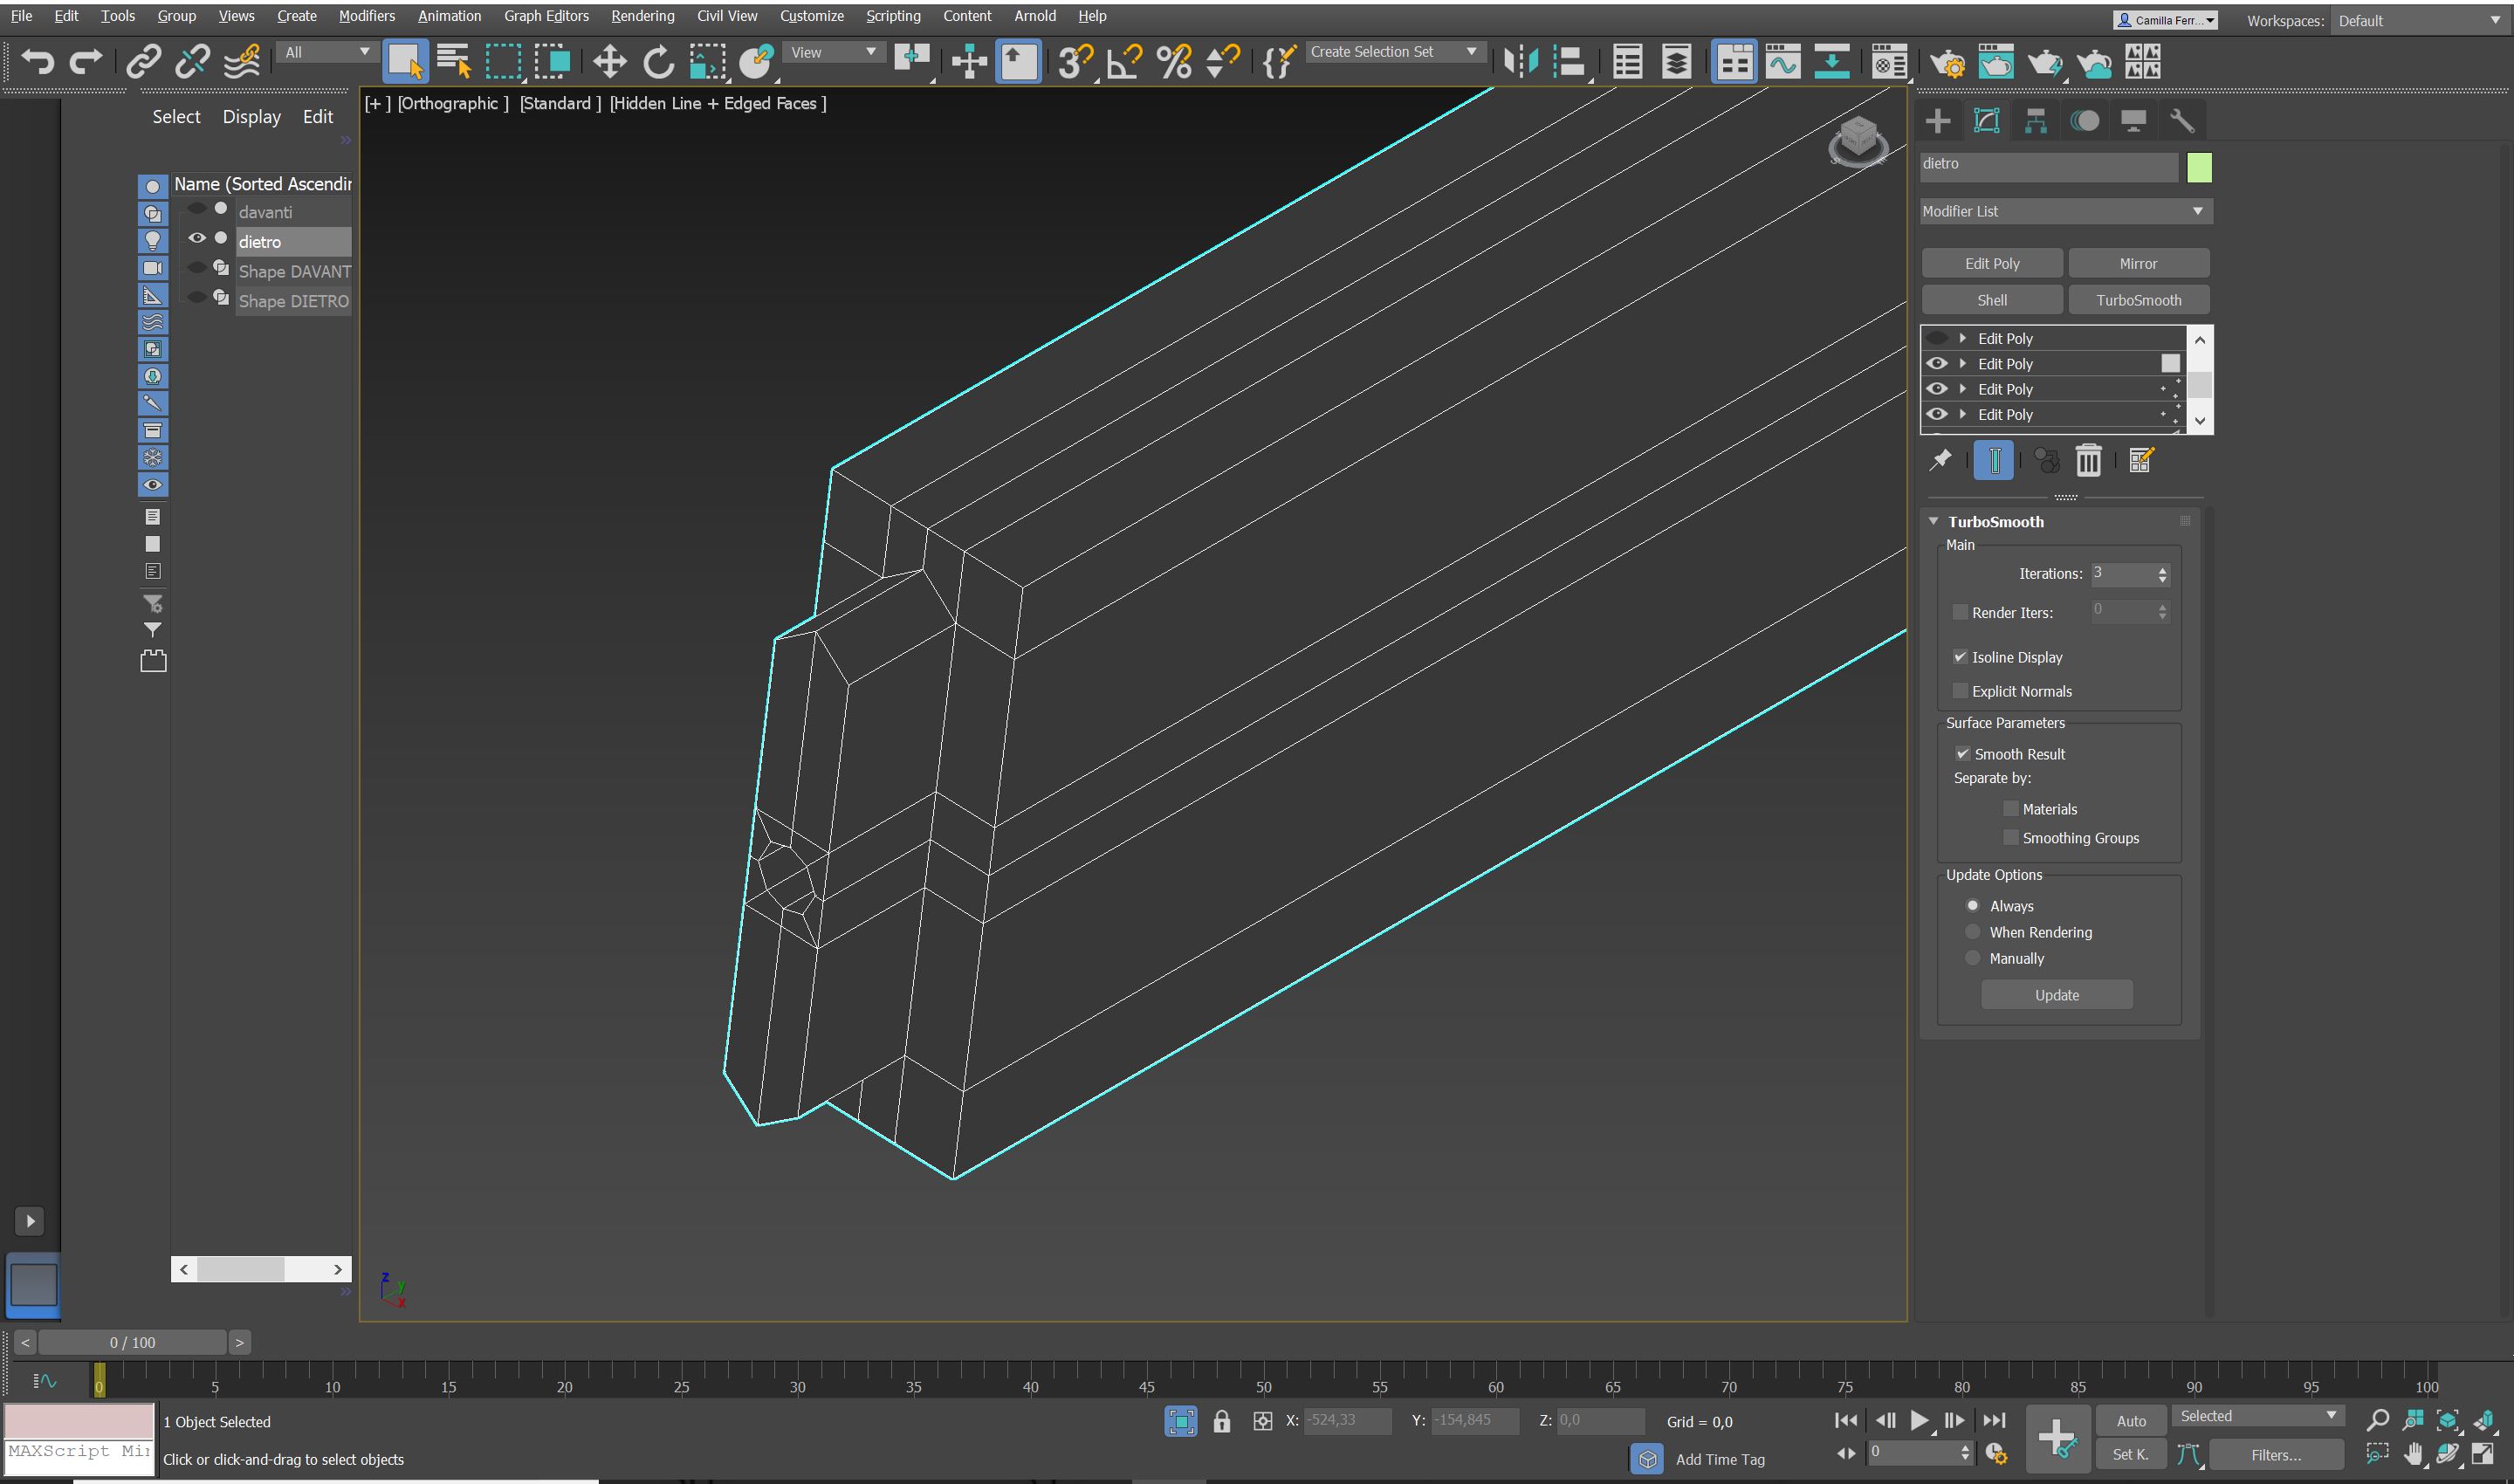 File Edit Tools Group Views Create Modifiers Animation Graph Editors Rendering Civil View Customize Scripting Content Arnold Help
Camilla Ferr...
Workspaces: Default
All
View
Create Selection Set
Select Display Edit
[+ ] [Orthographic ] [Standard ] [Hidden Line + Edged Faces ]
Name (Sorted Ascendin
davanti
dietro
Shape DAVANT
Shape DIETRO
dietro
Modifier List
Edit Poly Mirror
Shell TurboSmooth
Edit Poly
Edit Poly
Edit Poly
Edit Poly
TurboSmooth
Main
Iterations: 3
Render Iters: 0
Isoline Display
Explicit Normals
Surface Parameters
Smooth Result
Separate by:
Materials
Smoothing Groups
Update Options
Always
When Rendering
Manually
Update
z
y
x
< 0 / 100 >
0 5 10 15 20 25 30 35 40 45 50 55 60 65 70 75 80 85 90 95 100
1 Object Selected
X: -524,33 Y: -154,845 Z: 0,0 Grid = 0,0
Auto Selected
MAXScript Mi
Click or click-and-drag to select objects
Add Time Tag
0
Set K. Filters...